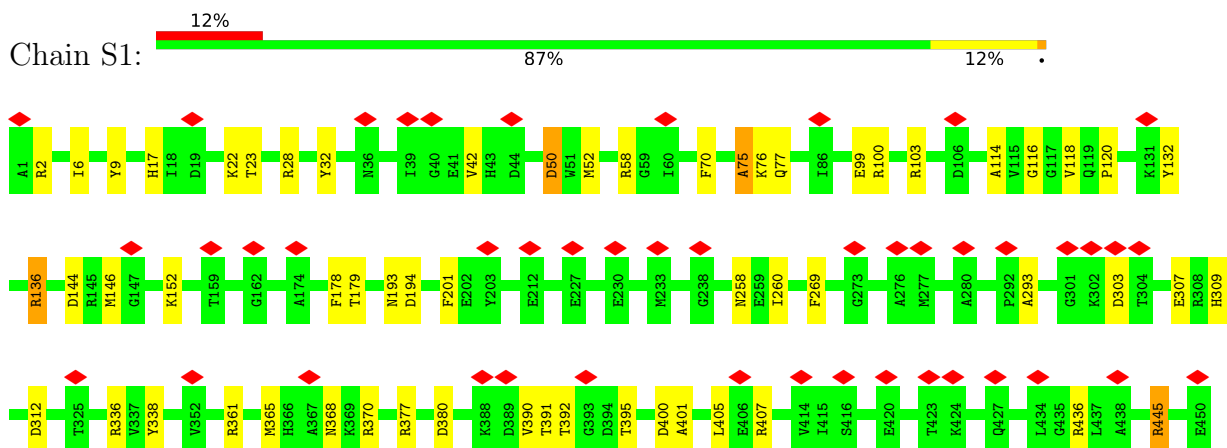 12%
Chain S1:
87% 12% •
A1 R2 I6 Y9 H17 I18 D19 K22 T23 R28 Y32 N36 I39 G40 E41 V42 H43 D44 D50 W51 M52 R58 G59 I60 F70 A75 K76 Q77 I86 E99 R100 R103 D106 A114 V115 G116 G117 V118 Q119 P120 K131 Y132
R136 D144 R145 M146 G147 K152 T159 G162 A174 F178 T179 N193 D194 F201 E202 Y203 E212 E227 E230 M233 G238 N258 E259 I260 F269 G273 A276 M277 A280 P292 A293 G301 K302 D303 T304 E307 R308 H309
D312 T325 R336 V337 Y338 V352 R361 M365 H366 A367 N368 K369 R370 R377 D380 K388 D389 V390 T391 T392 G393 D394 T395 D400 A401 L405 E406 R407 V414 I415 S416 E420 T423 K424 Q427 L434 G435 R436 L437 A438 R445 E450